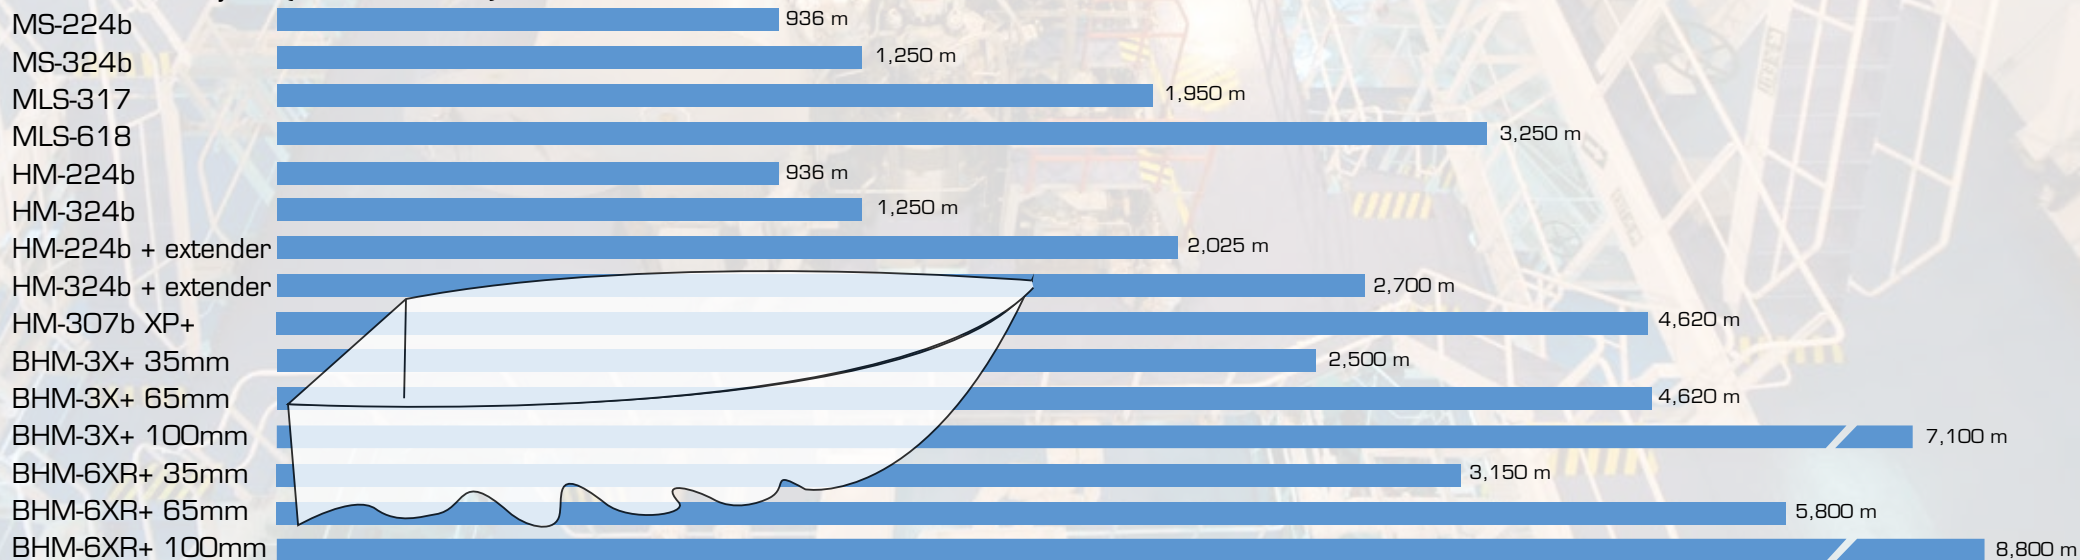 MS-224b 936 m
MS-324b 1,250 m
MLS-317 1,950 m
MLS-618 3,250 m
HM-224b 936 m
HM-324b 1,250 m
HM-224b + extender 2,025 m
HM-324b + extender 2,700 m
HM-307b XP+ 4,620 m
BHM-3X+ 35mm 2,500 m
BHM-3X+ 65mm 4,620 m
BHM-3X+ 100mm 7,100 m
BHM-6XR+ 35mm 3,150 m
BHM-6XR+ 65mm 5,800 m
BHM-6XR+ 100mm 8,800 m